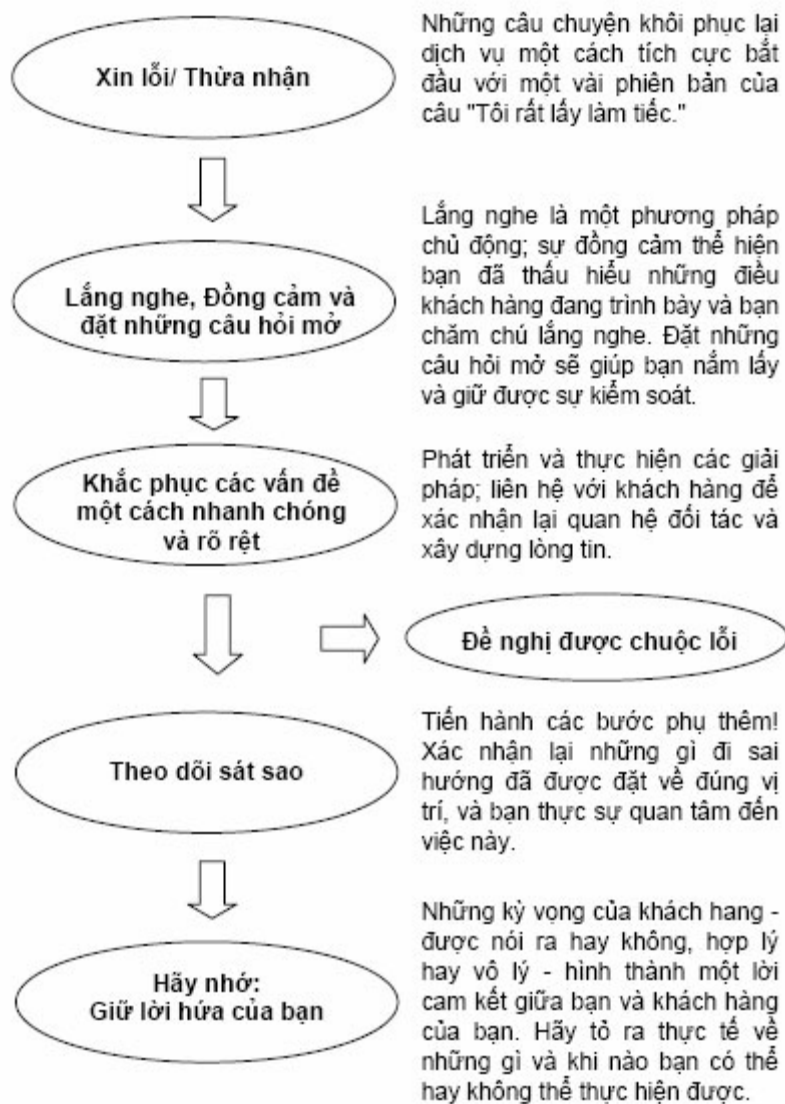 Xin lỗi/ Thừa nhận
Những câu chuyện khôi phục lại
dịch vụ một cách tích cực bắt
đầu với một vài phiên bản của
câu "Tôi rất lấy làm tiếc."
Lắng nghe, Đồng cảm và
đặt những câu hỏi mở
Lắng nghe là một phương pháp
chủ động; sự đồng cảm thể hiện
bạn đã thấu hiểu những điều
khách hàng đang trình bày và bạn
chăm chú lắng nghe. Đặt những
câu hỏi mở sẽ giúp bạn nắm lấy
và giữ được sự kiểm soát.
Khắc phục các vấn đề
một cách nhanh chóng
và rõ rệt
Phát triển và thực hiện các giải
pháp; liên hệ với khách hàng để
xác nhận lại quan hệ đối tác và
xây dựng lòng tin.
Đề nghị được chuộc lỗi
Theo dõi sát sao
Tiến hành các bước phụ thêm!
Xác nhận lại những gì đi sai
hướng đã được đặt về đúng vị
trí, và bạn thực sự quan tâm đến
việc này.
Hãy nhớ:
Giữ lời hứa của bạn
Những kỳ vọng của khách hang -
được nói ra hay không, hợp lý
hay vô lý - hình thành một lời
cam kết giữa bạn và khách hàng
của bạn. Hãy tỏ ra thực tế về
những gì và khi nào bạn có thể
hay không thể thực hiện được.